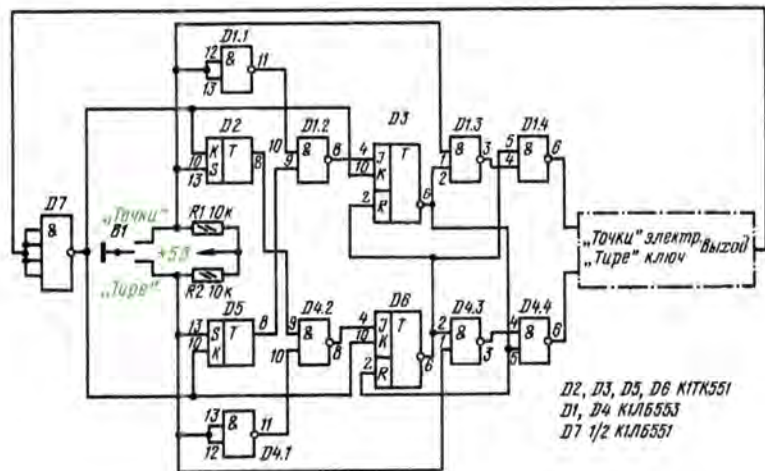 D1.1
12 & 11
13
D2
K T 8
10 S
13
D1.2
10 & 8
9
D3
4 J T
10 K
2 R 6
D1.3
1 & 3
2
D1.4
5 & 6
4
D7
&
„Точки"
В1
„Тире"
R1 10к
+5В
R2 10к
„Точки" электр.
„Тире" ключ
Выход
D5
13 S T 8
10 K
D4.2
9 & 8
10
D6
4 J T
10 K
2 R 6
D4.3
2 & 3
1
D4.4
4 & 6
5
13 & 11
12
D4.1
D2, D3, D5, D6 К1ТК551
D1, D4 К1ЛБ553
D7 1/2 К1ЛБ551